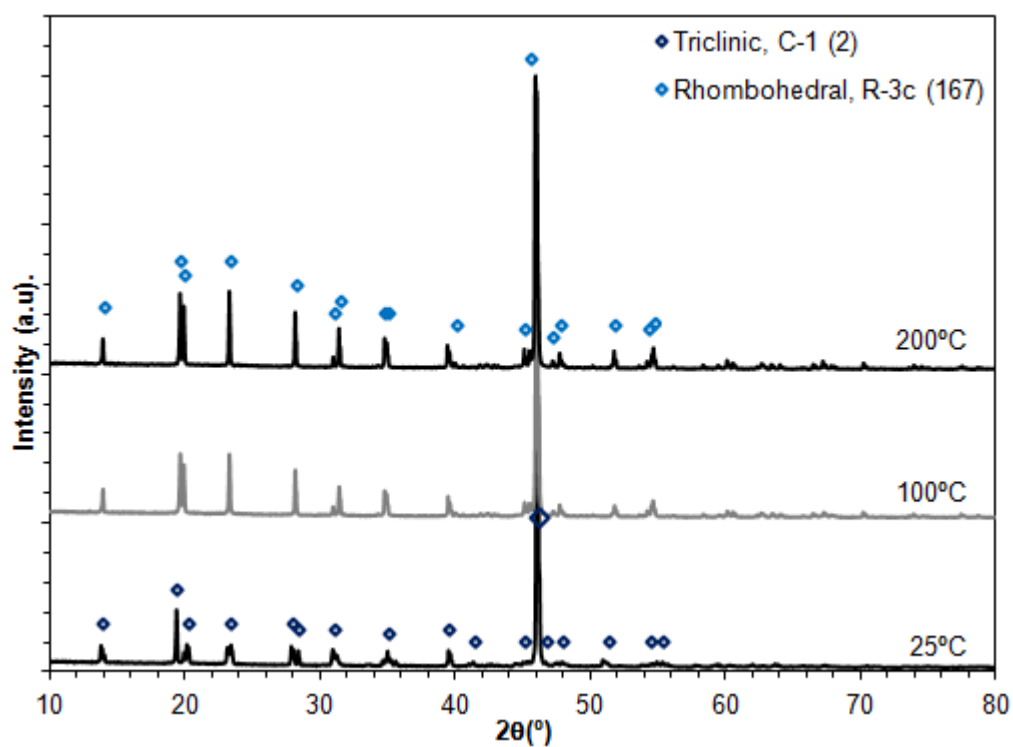 Triclinic, C-1 (2)
Rhombohedral, R-3c (167)
Intensity (a.u).
200ºC
100ºC
25ºC
10 20 30 40 50 60 70 80
2θ(º)